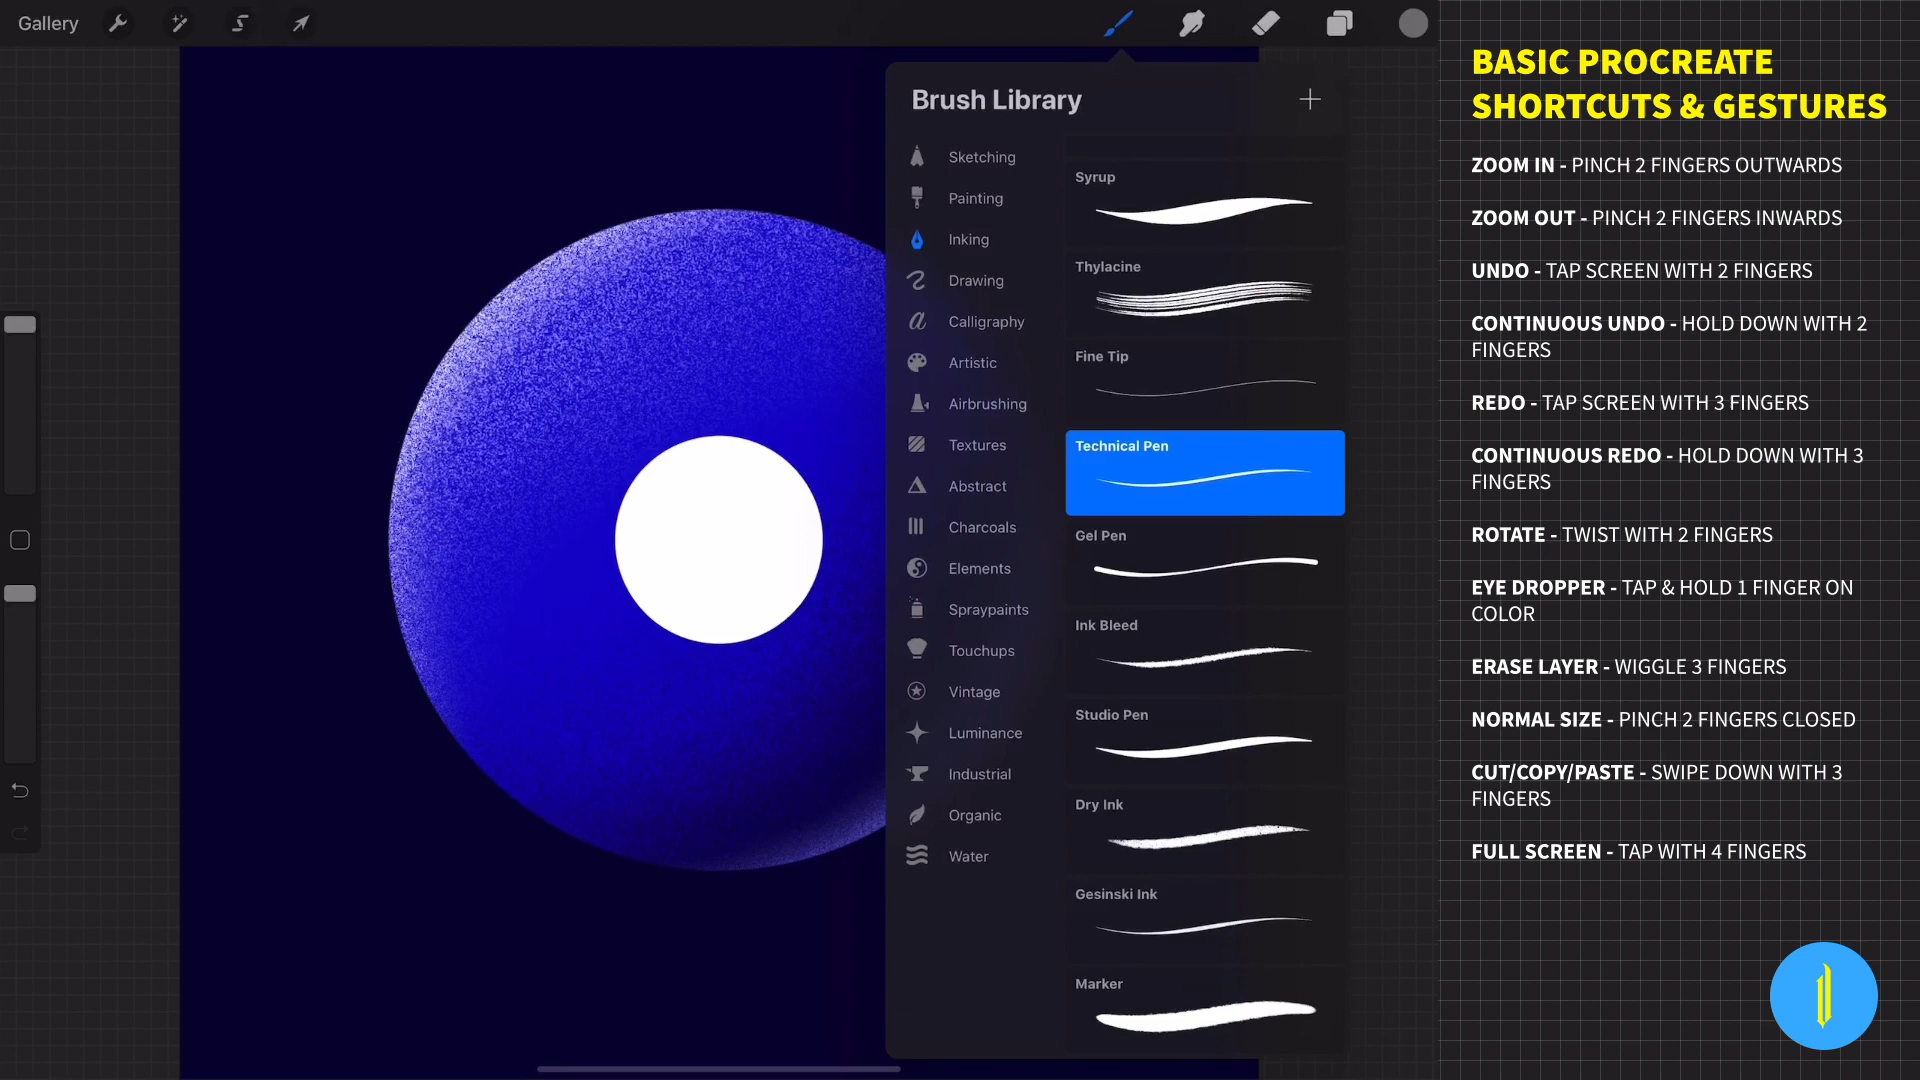 Gallery
Brush Library
Sketching
Painting
Inking
Drawing
Calligraphy
Artistic
Airbrushing
Textures
Abstract
Charcoals
Elements
Spraypaints
Touchups
Vintage
Luminance
Industrial
Organic
Water
Syrup
Thylacine
Fine Tip
Technical Pen
Gel Pen
Ink Bleed
Studio Pen
Dry Ink
Gesinski Ink
Marker
BASIC PROCREATE
SHORTCUTS & GESTURES
ZOOM IN - PINCH 2 FINGERS OUTWARDS
ZOOM OUT - PINCH 2 FINGERS INWARDS
UNDO - TAP SCREEN WITH 2 FINGERS
CONTINUOUS UNDO - HOLD DOWN WITH 2
FINGERS
REDO - TAP SCREEN WITH 3 FINGERS
CONTINUOUS REDO - HOLD DOWN WITH 3
FINGERS
ROTATE - TWIST WITH 2 FINGERS
EYE DROPPER - TAP & HOLD 1 FINGER ON
COLOR
ERASE LAYER - WIGGLE 3 FINGERS
NORMAL SIZE - PINCH 2 FINGERS CLOSED
CUT/COPY/PASTE - SWIPE DOWN WITH 3
FINGERS
FULL SCREEN - TAP WITH 4 FINGERS